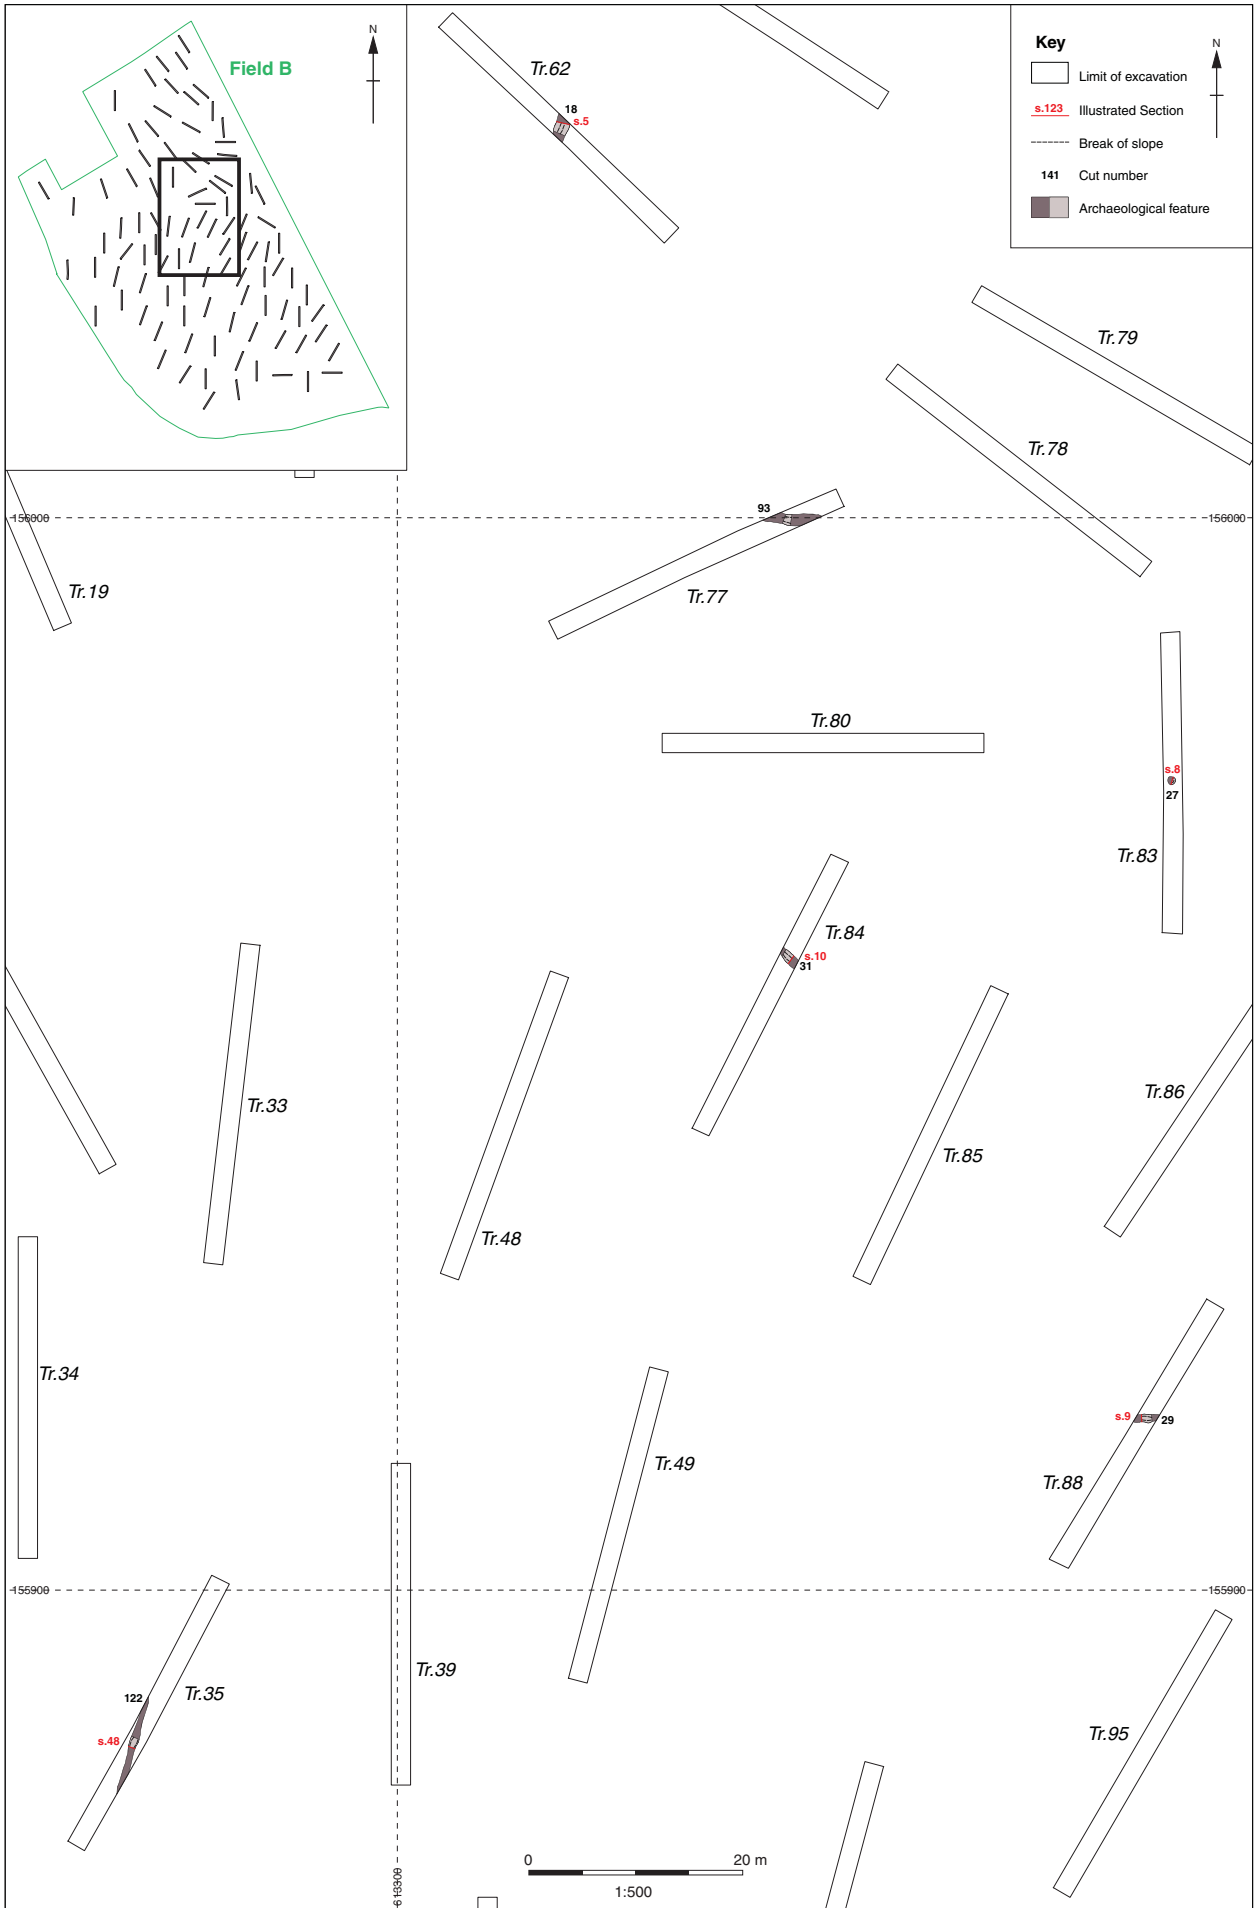 N
Field B
Tr.62
18
s.5
Key
N
Limit of excavation
s.123
Illustrated Section
Break of slope
141
Cut number
Archaeological feature
Tr.79
Tr.78
156000
93
156000
Tr.19
Tr.77
Tr.80
s.8
27
Tr.83
Tr.84
s.10
31
Tr.33
Tr.86
Tr.85
Tr.48
Tr.34
s.9
29
Tr.49
Tr.88
155900
155900
Tr.39
Tr.35
122
s.48
Tr.95
0
20 m
1:500
613300